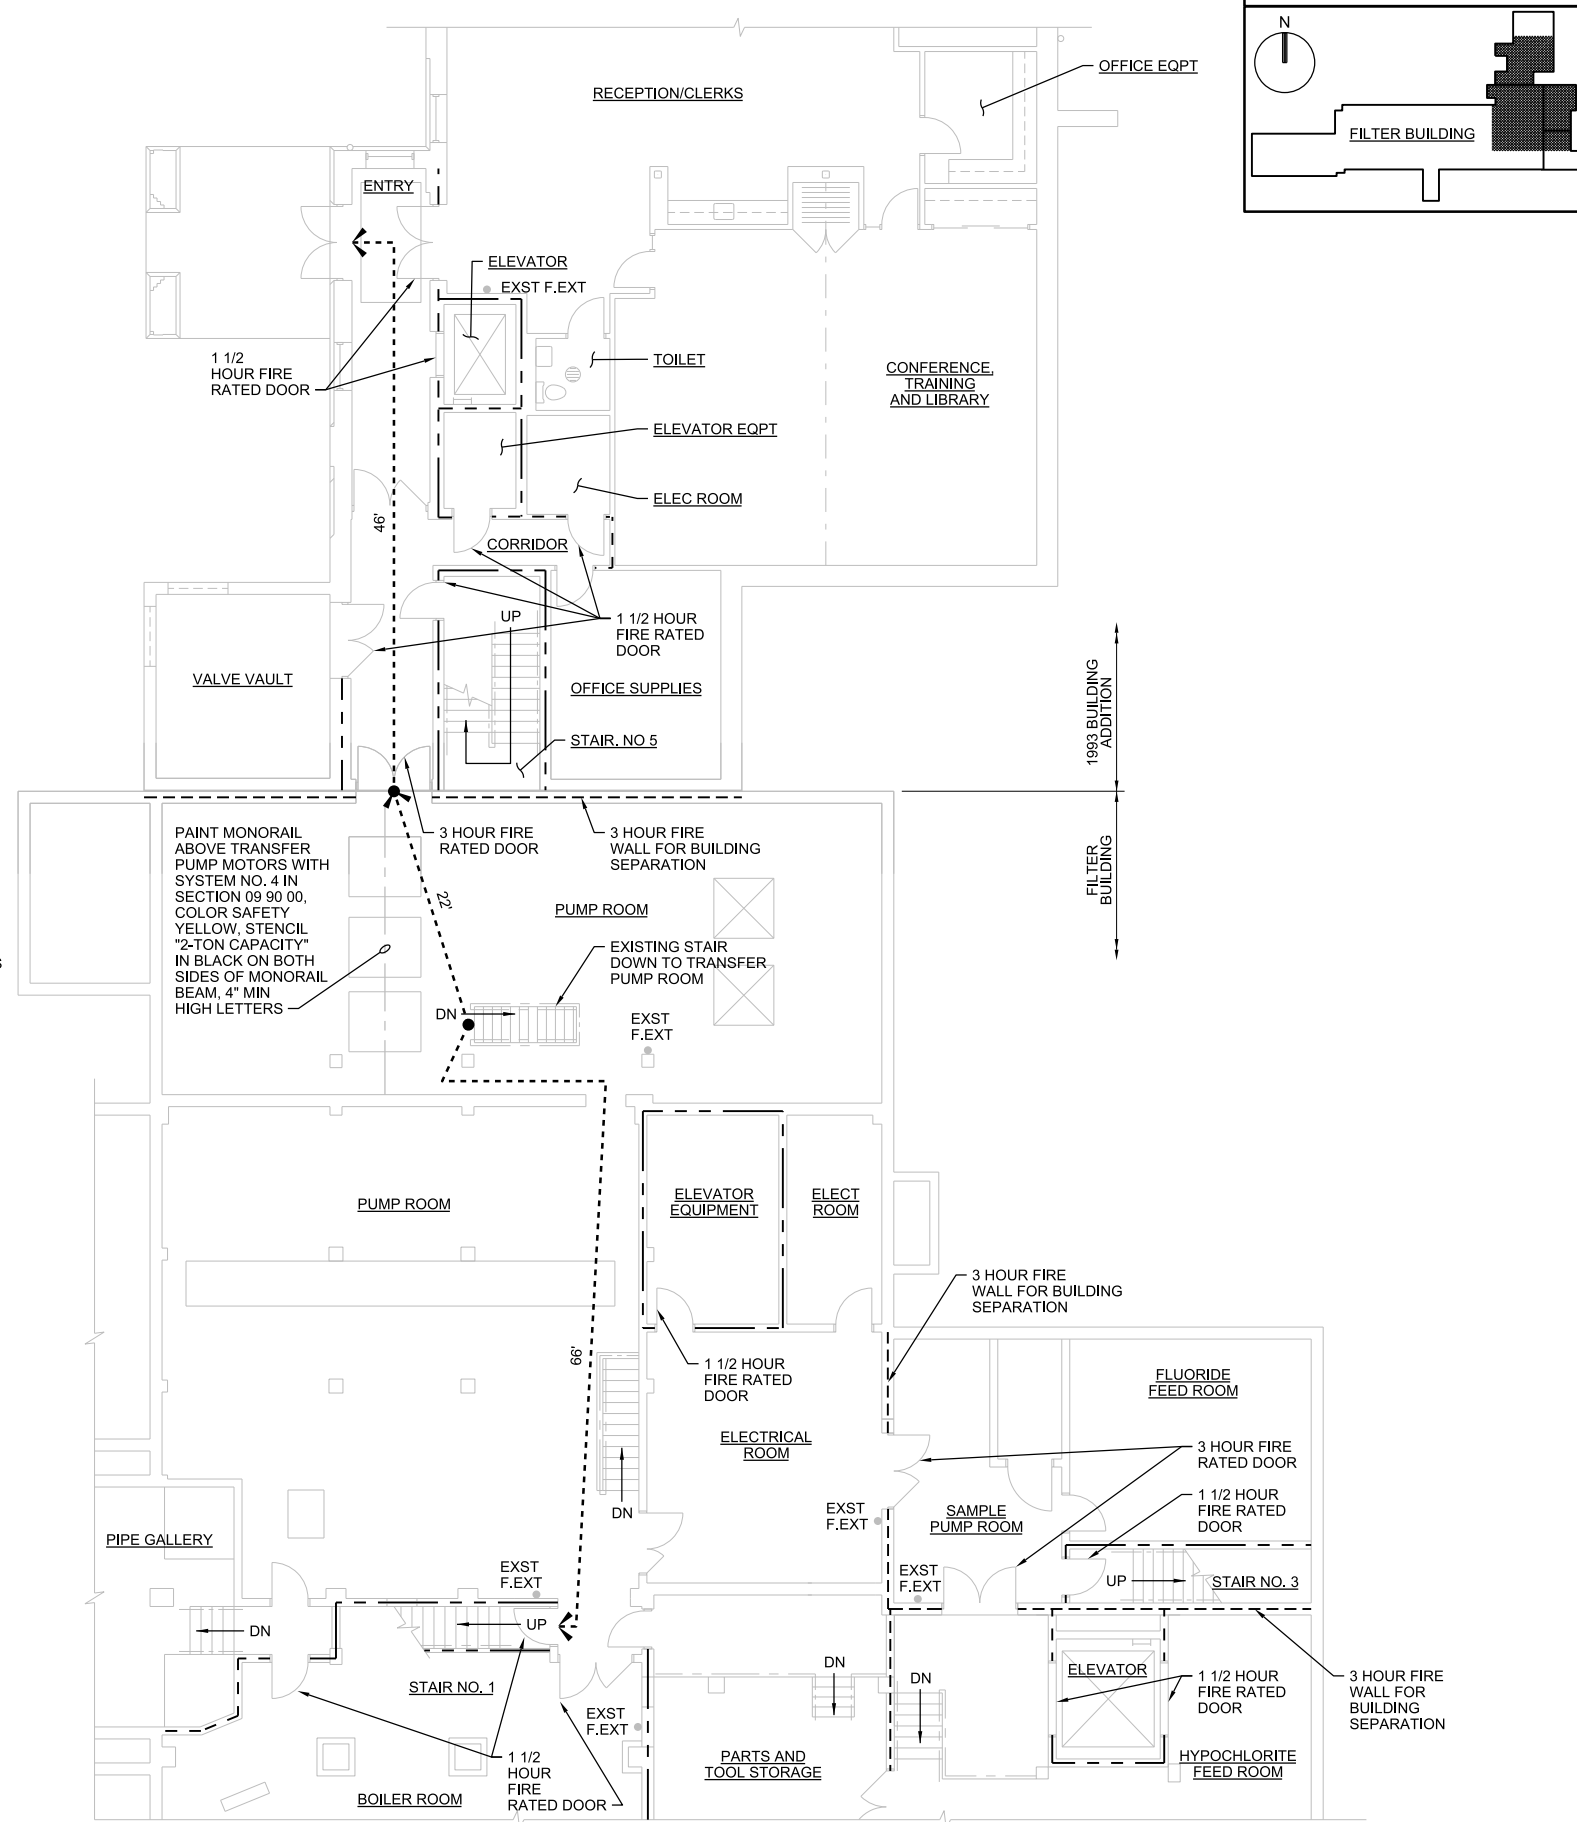 N
FILTER BUILDING
OFFICE EQPT
RECEPTION/CLERKS
ENTRY
ELEVATOR
EXST F.EXT
1 1/2
HOUR FIRE
RATED DOOR
TOILET
CONFERENCE,
TRAINING
AND LIBRARY
ELEVATOR EQPT
ELEC ROOM
46'
CORRIDOR
UP
1 1/2 HOUR
FIRE RATED
DOOR
VALVE VAULT
OFFICE SUPPLIES
STAIR. NO 5
1993 BUILDING
ADDITION
FILTER
BUILDING
PAINT MONORAIL
ABOVE TRANSFER
PUMP MOTORS WITH
SYSTEM NO. 4 IN
SECTION 09 90 00,
COLOR SAFETY
YELLOW, STENCIL
"2-TON CAPACITY"
IN BLACK ON BOTH
SIDES OF MONORAIL
BEAM, 4" MIN
HIGH LETTERS
3 HOUR FIRE
RATED DOOR
3 HOUR FIRE
WALL FOR BUILDING
SEPARATION
22'
PUMP ROOM
EXISTING STAIR
DOWN TO TRANSFER
PUMP ROOM
DN
EXST
F.EXT
PUMP ROOM
ELEVATOR
EQUIPMENT
ELECT
ROOM
3 HOUR FIRE
WALL FOR BUILDING
SEPARATION
66'
1 1/2 HOUR
FIRE RATED
DOOR
FLUORIDE
FEED ROOM
ELECTRICAL
ROOM
3 HOUR FIRE
RATED DOOR
DN
EXST
F.EXT
SAMPLE
PUMP ROOM
1 1/2 HOUR
FIRE RATED
DOOR
PIPE GALLERY
EXST
F.EXT
EXST
F.EXT
UP
STAIR NO. 3
DN
UP
STAIR NO. 1
EXST
F.EXT
DN
DN
ELEVATOR
1 1/2 HOUR
FIRE RATED
DOOR
3 HOUR FIRE
WALL FOR
BUILDING
SEPARATION
1 1/2
HOUR
FIRE
RATED DOOR
PARTS AND
TOOL STORAGE
HYPOCHLORITE
FEED ROOM
BOILER ROOM